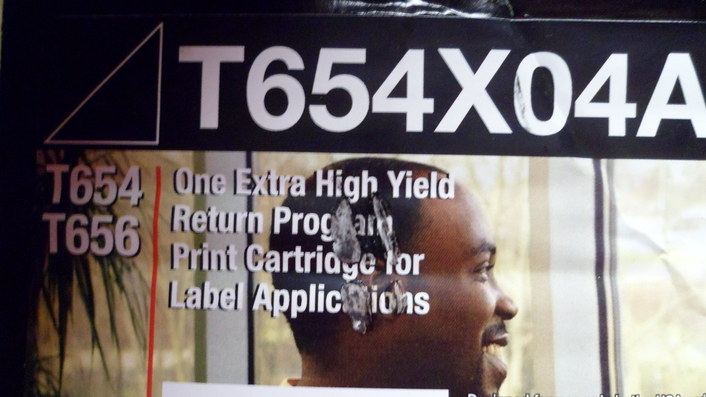 T654X04A
T654
T656
One Extra High Yield
Return Program
Print Cartridge for
Label Applications